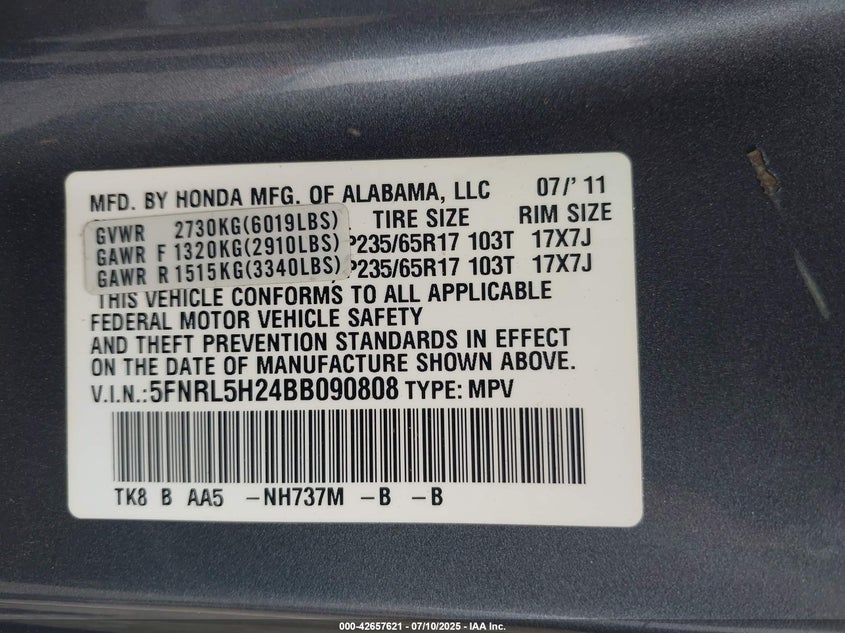 MFD. BY HONDA MFG. OF ALABAMA, LLC 07/' 11
TIRE SIZE RIM SIZE
GVWR 2730KG(6019LBS)
GAWR F 1320KG(2910LBS) P235/65R17 103T 17X7J
GAWR R 1515KG(3340LBS) P235/65R17 103T 17X7J
THIS VEHICLE CONFORMS TO ALL APPLICABLE
FEDERAL MOTOR VEHICLE SAFETY
AND THEFT PREVENTION STANDARDS IN EFFECT
ON THE DATE OF MANUFACTURE SHOWN ABOVE.
V.I.N.:5FNRL5H24BB090808 TYPE: MPV
TK8 B AA5 -NH737M -B -B
000-42657621 / 07/10/2025 - IAA Inc.